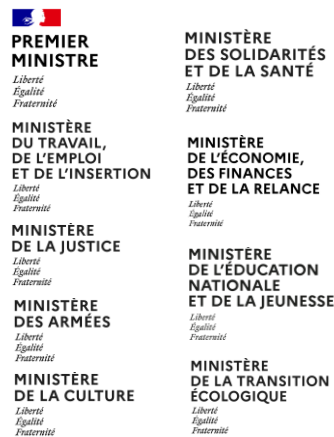 PREMIER
MINISTRE
Liberté
Égalité
Fraternité
MINISTÈRE
DU TRAVAIL,
DE L'EMPLOI
ET DE L'INSERTION
Liberté
Égalité
Fraternité
MINISTÈRE
DE LA JUSTICE
Liberté
Égalité
Fraternité
MINISTÈRE
DES ARMÉES
Liberté
Égalité
Fraternité
MINISTÈRE
DE LA CULTURE
Liberté
Égalité
Fraternité
MINISTÈRE
DES SOLIDARITÉS
ET DE LA SANTÉ
Liberté
Égalité
Fraternité
MINISTÈRE
DE L'ÉCONOMIE,
DES FINANCES
ET DE LA RELANCE
Liberté
Égalité
Fraternité
MINISTÈRE
DE L'ÉDUCATION
NATIONALE
ET DE LA JEUNESSE
Liberté
Égalité
Fraternité
MINISTÈRE
DE LA TRANSITION
ÉCOLOGIQUE
Liberté
Égalité
Fraternité